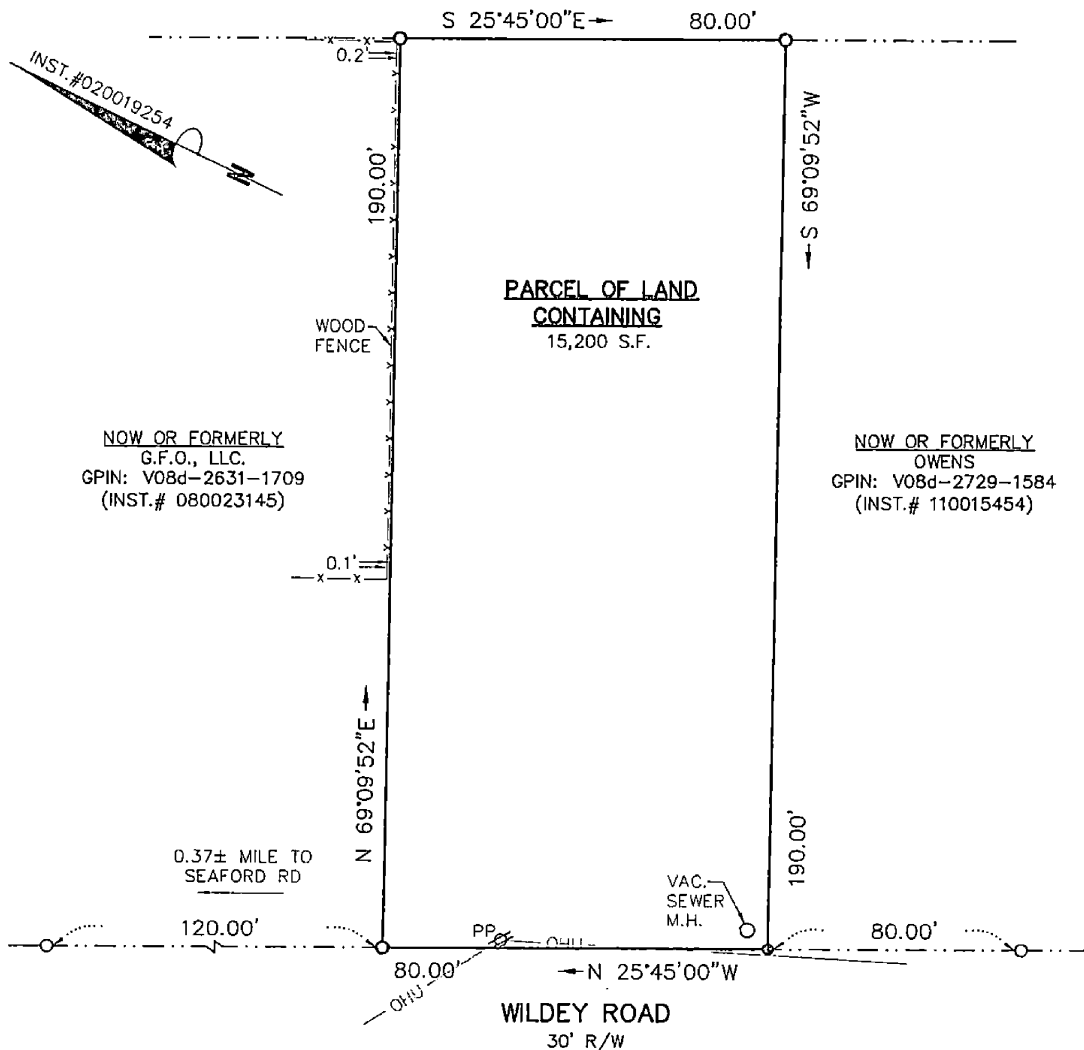 S 25°45'00"E 80.00'
0.2'
INST.#020019254
N
190.00'
S 69°09'52"W
PARCEL OF LAND
CONTAINING
15,200 S.F.
WOOD
FENCE
NOW OR FORMERLY
G.F.O., LLC.
GPIN: V08d-2631-1709
(INST.# 080023145)
NOW OR FORMERLY
OWENS
GPIN: V08d-2729-1584
(INST.# 110015454)
0.1'
N 69°09'52"E
190.00'
0.37± MILE TO
SEAFORD RD
VAC.
SEWER
M.H.
120.00'
PP
OHU
80.00'
80.00'
N 25°45'00"W
OHU
WILDEY ROAD
30' R/W